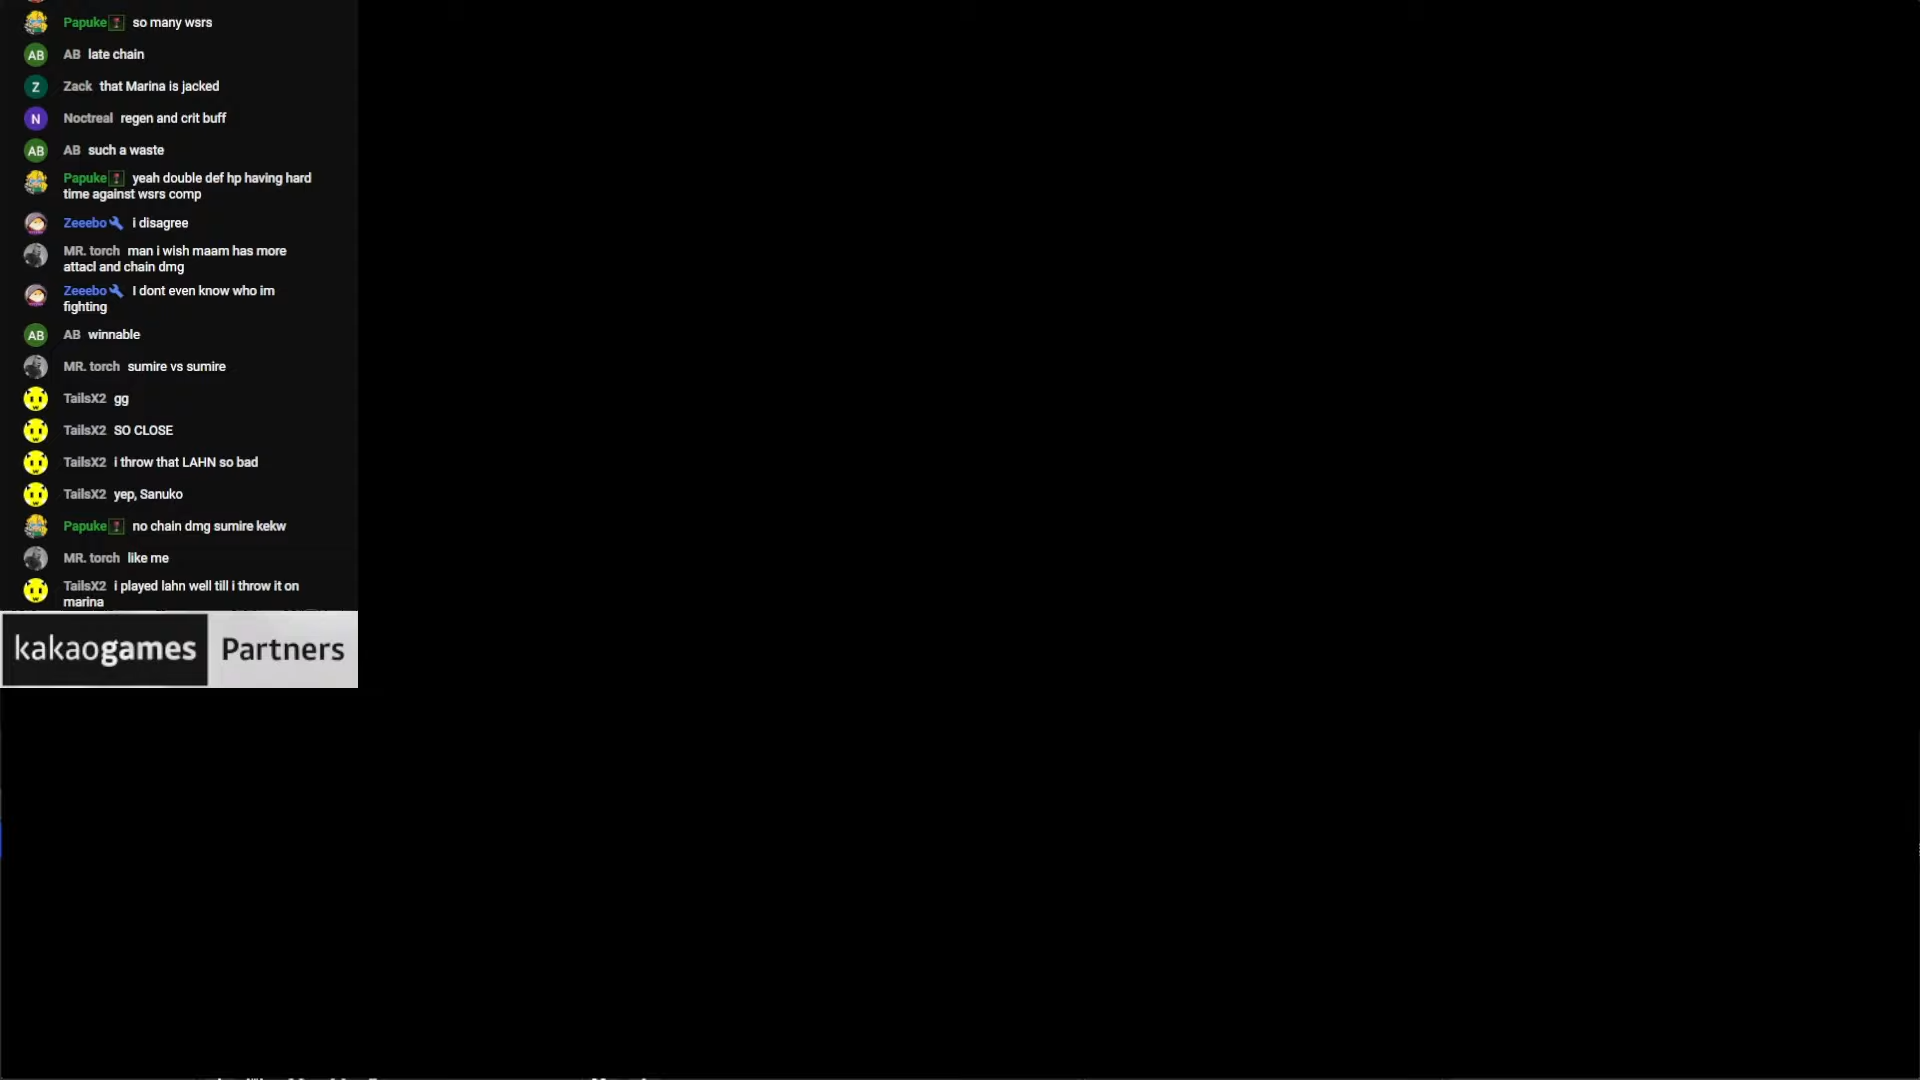 Papuke so many wsrs
AB AB late chain
Z Zack that Marina is jacked
N Noctreal regen and crit buff
AB AB such a waste
Papuke yeah double def hp having hard
time against wsrs comp
Zeeebo i disagree
MR. torch man i wish maam has more
attacl and chain dmg
Zeeebo I dont even know who im
fighting
AB AB winnable
MR. torch sumire vs sumire
TailsX2 gg
TailsX2 SO CLOSE
TailsX2 i throw that LAHN so bad
TailsX2 yep, Sanuko
Papuke no chain dmg sumire kekw
MR. torch like me
TailsX2 i played lahn well till i throw it on
marina
kakaogames Partners